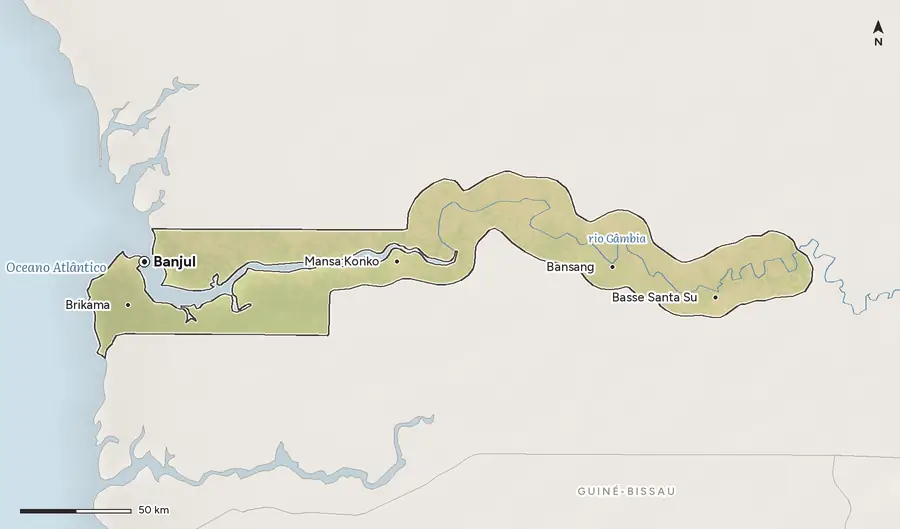 N
rio Gâmbia
Banjul
Mansa Konko
Oceano Atlântico
Bansang
Basse Santa Su
Brikama
GUINÉ-BISSAU
50 km